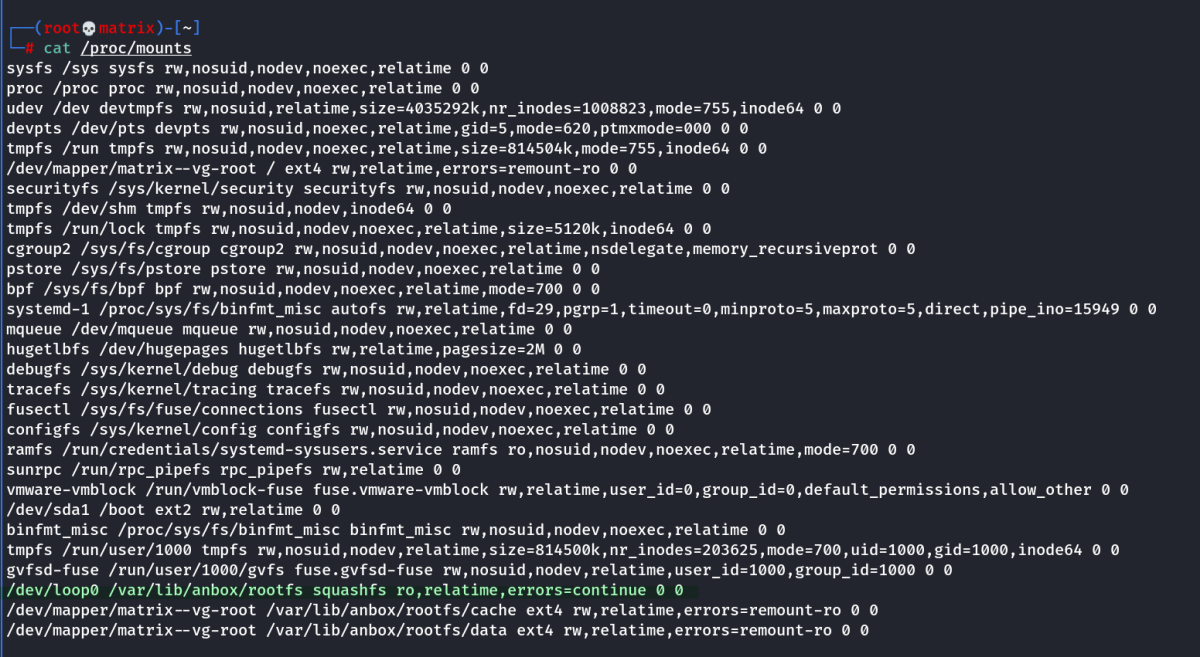 ┌──(root💀matrix)-[~]
└─# cat /proc/mounts
sysfs /sys sysfs rw,nosuid,nodev,noexec,relatime 0 0
proc /proc proc rw,nosuid,nodev,noexec,relatime 0 0
udev /dev devtmpfs rw,nosuid,relatime,size=4035292k,nr_inodes=1008823,mode=755,inode64 0 0
devpts /dev/pts devpts rw,nosuid,noexec,relatime,gid=5,mode=620,ptmxmode=000 0 0
tmpfs /run tmpfs rw,nosuid,nodev,noexec,relatime,size=814504k,mode=755,inode64 0 0
/dev/mapper/matrix--vg-root / ext4 rw,relatime,errors=remount-ro 0 0
securityfs /sys/kernel/security securityfs rw,nosuid,nodev,noexec,relatime 0 0
tmpfs /dev/shm tmpfs rw,nosuid,nodev,inode64 0 0
tmpfs /run/lock tmpfs rw,nosuid,nodev,noexec,relatime,size=5120k,inode64 0 0
cgroup2 /sys/fs/cgroup cgroup2 rw,nosuid,nodev,noexec,relatime,nsdelegate,memory_recursiveprot 0 0
pstore /sys/fs/pstore pstore rw,nosuid,nodev,noexec,relatime 0 0
bpf /sys/fs/bpf bpf rw,nosuid,nodev,noexec,relatime,mode=700 0 0
systemd-1 /proc/sys/fs/binfmt_misc autofs rw,relatime,fd=29,pgrp=1,timeout=0,minproto=5,maxproto=5,direct,pipe_ino=15949 0 0
mqueue /dev/mqueue mqueue rw,nosuid,nodev,noexec,relatime 0 0
hugetlbfs /dev/hugepages hugetlbfs rw,relatime,pagesize=2M 0 0
debugfs /sys/kernel/debug debugfs rw,nosuid,nodev,noexec,relatime 0 0
tracefs /sys/kernel/tracing tracefs rw,nosuid,nodev,noexec,relatime 0 0
fusectl /sys/fs/fuse/connections fusectl rw,nosuid,nodev,noexec,relatime 0 0
configfs /sys/kernel/config configfs rw,nosuid,nodev,noexec,relatime 0 0
ramfs /run/credentials/systemd-sysusers.service ramfs ro,nosuid,nodev,noexec,relatime,mode=700 0 0
sunrpc /run/rpc_pipefs rpc_pipefs rw,relatime 0 0
vmware-vmblock /run/vmblock-fuse fuse.vmware-vmblock rw,relatime,user_id=0,group_id=0,default_permissions,allow_other 0 0
/dev/sda1 /boot ext2 rw,relatime 0 0
binfmt_misc /proc/sys/fs/binfmt_misc binfmt_misc rw,nosuid,nodev,noexec,relatime 0 0
tmpfs /run/user/1000 tmpfs rw,nosuid,nodev,relatime,size=814500k,nr_inodes=203625,mode=700,uid=1000,gid=1000,inode64 0 0
gvfsd-fuse /run/user/1000/gvfs fuse.gvfsd-fuse rw,nosuid,nodev,relatime,user_id=1000,group_id=1000 0 0
/dev/loop0 /var/lib/anbox/rootfs squashfs ro,relatime,errors=continue 0 0
/dev/mapper/matrix--vg-root /var/lib/anbox/rootfs/cache ext4 rw,relatime,errors=remount-ro 0 0
/dev/mapper/matrix--vg-root /var/lib/anbox/rootfs/data ext4 rw,relatime,errors=remount-ro 0 0